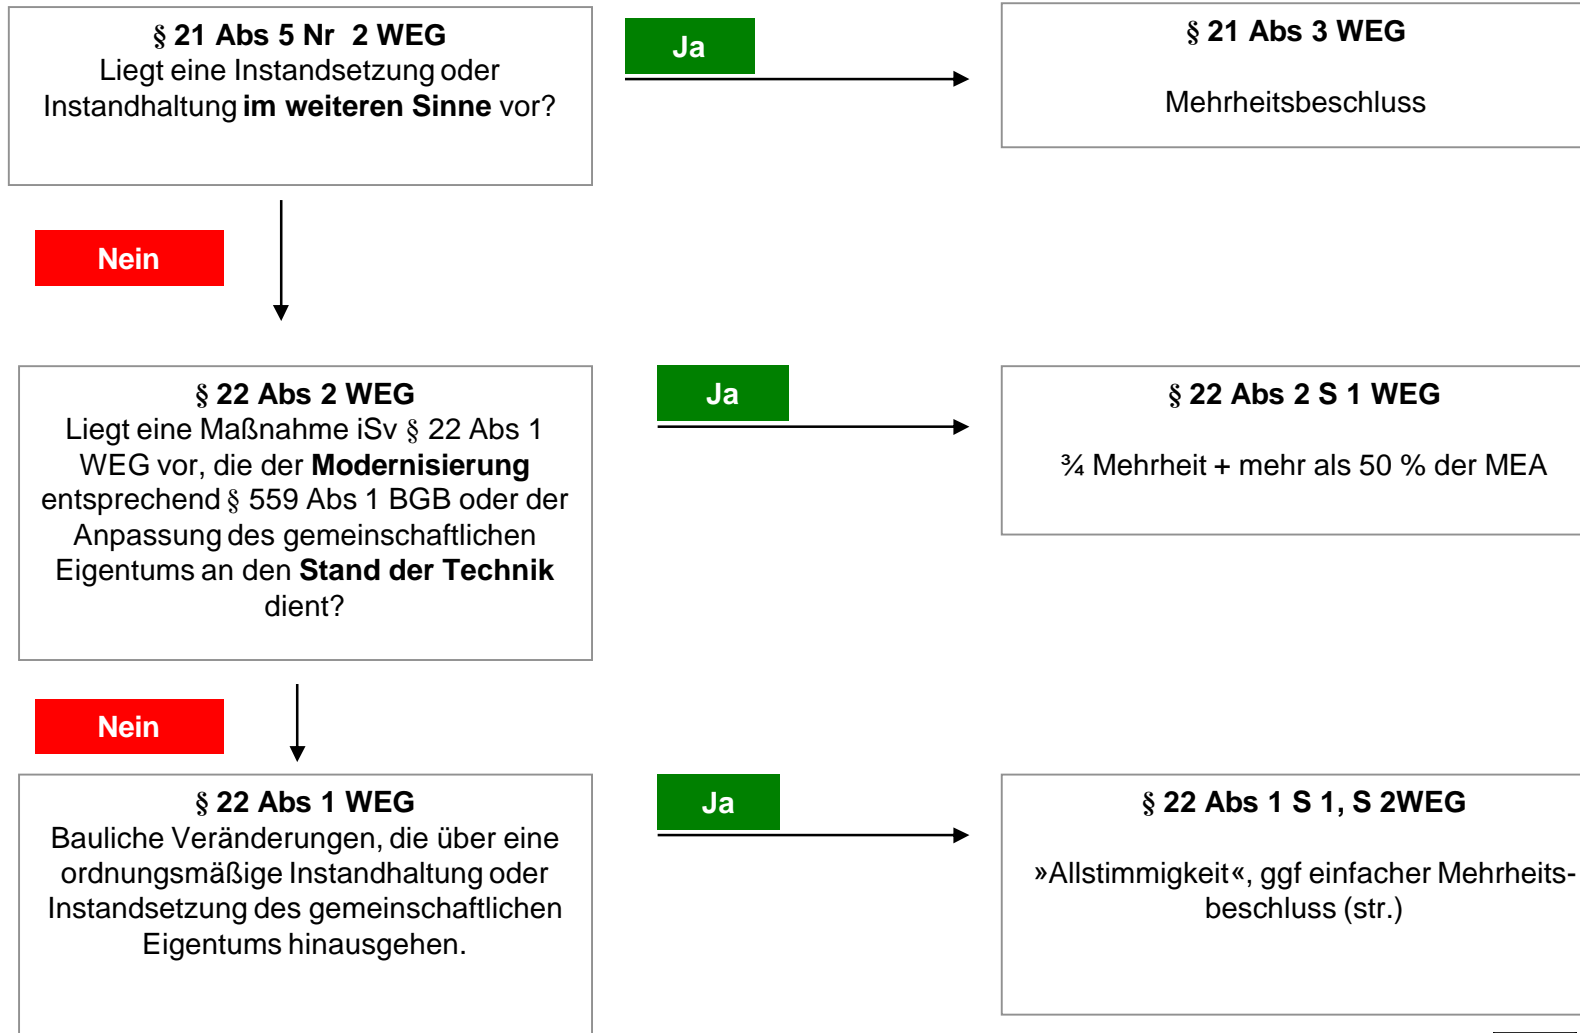 § 21 Abs 5 Nr 2 WEG
Liegt eine Instandsetzung oder
Instandhaltung im weiteren Sinne vor?
Ja
§ 21 Abs 3 WEG
Mehrheitsbeschluss
Nein
§ 22 Abs 2 WEG
Liegt eine Maßnahme iSv § 22 Abs 1
WEG vor, die der Modernisierung
entsprechend § 559 Abs 1 BGB oder der
Anpassung des gemeinschaftlichen
Eigentums an den Stand der Technik
dient?
Ja
§ 22 Abs 2 S 1 WEG
¾ Mehrheit + mehr als 50 % der MEA
Nein
§ 22 Abs 1 WEG
Bauliche Veränderungen, die über eine
ordnungsmäßige Instandhaltung oder
Instandsetzung des gemeinschaftlichen
Eigentums hinausgehen.
Ja
§ 22 Abs 1 S 1, S 2WEG
»Allstimmigkeit«, ggf einfacher Mehrheits-
beschluss (str.)